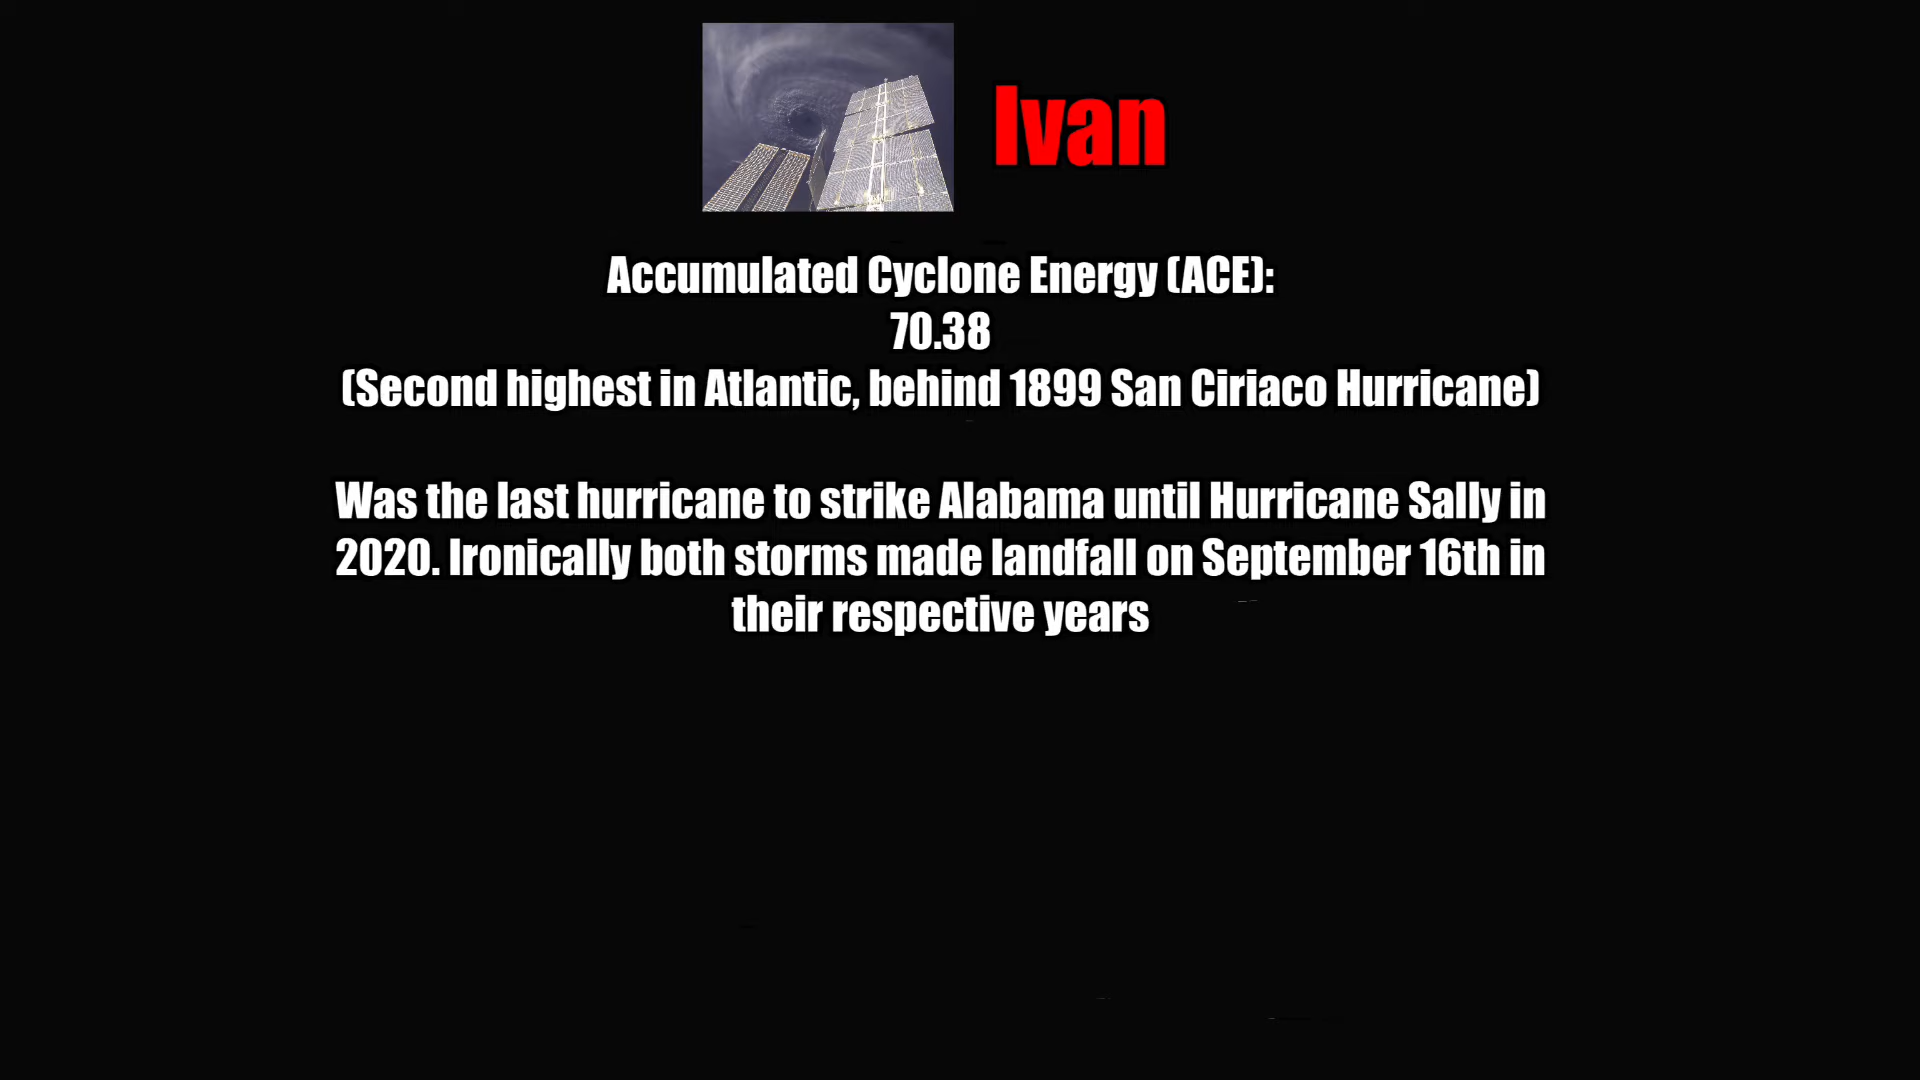 Ivan
Accumulated Cyclone Energy (ACE):
70.38
(Second highest in Atlantic, behind 1899 San Ciriaco Hurricane)
Was the last hurricane to strike Alabama until Hurricane Sally in
2020. Ironically both storms made landfall on September 16th in
their respective years